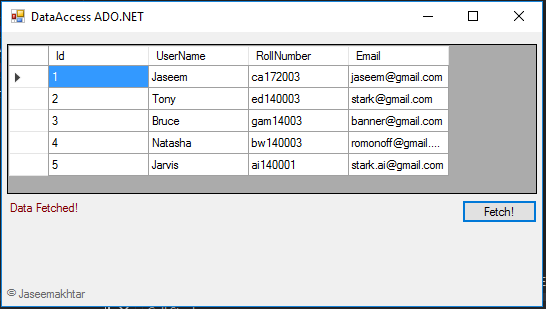 DataAccess ADO.NET
Id UserName RollNumber Email
1 Jaseem ca172003 jaseem@gmail.com
2 Tony ed140003 stark@gmail.com
3 Bruce gam14003 banner@gmail.com
4 Natasha bw140003 romonoff@gmail....
5 Jarvis ai140001 stark.ai@gmail.com
Data Fetched!
Fetch!
© Jaseemakhtar